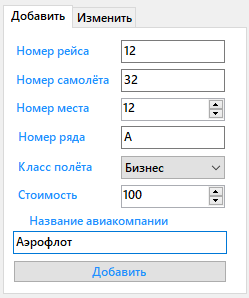 Добавить Изменить
Номер рейса 12
Номер самолёта 32
Номер места 12
Номер ряда А
Класс полёта Бизнес
Стоимость 100
Название авиакомпании
Аэрофлот
Добавить